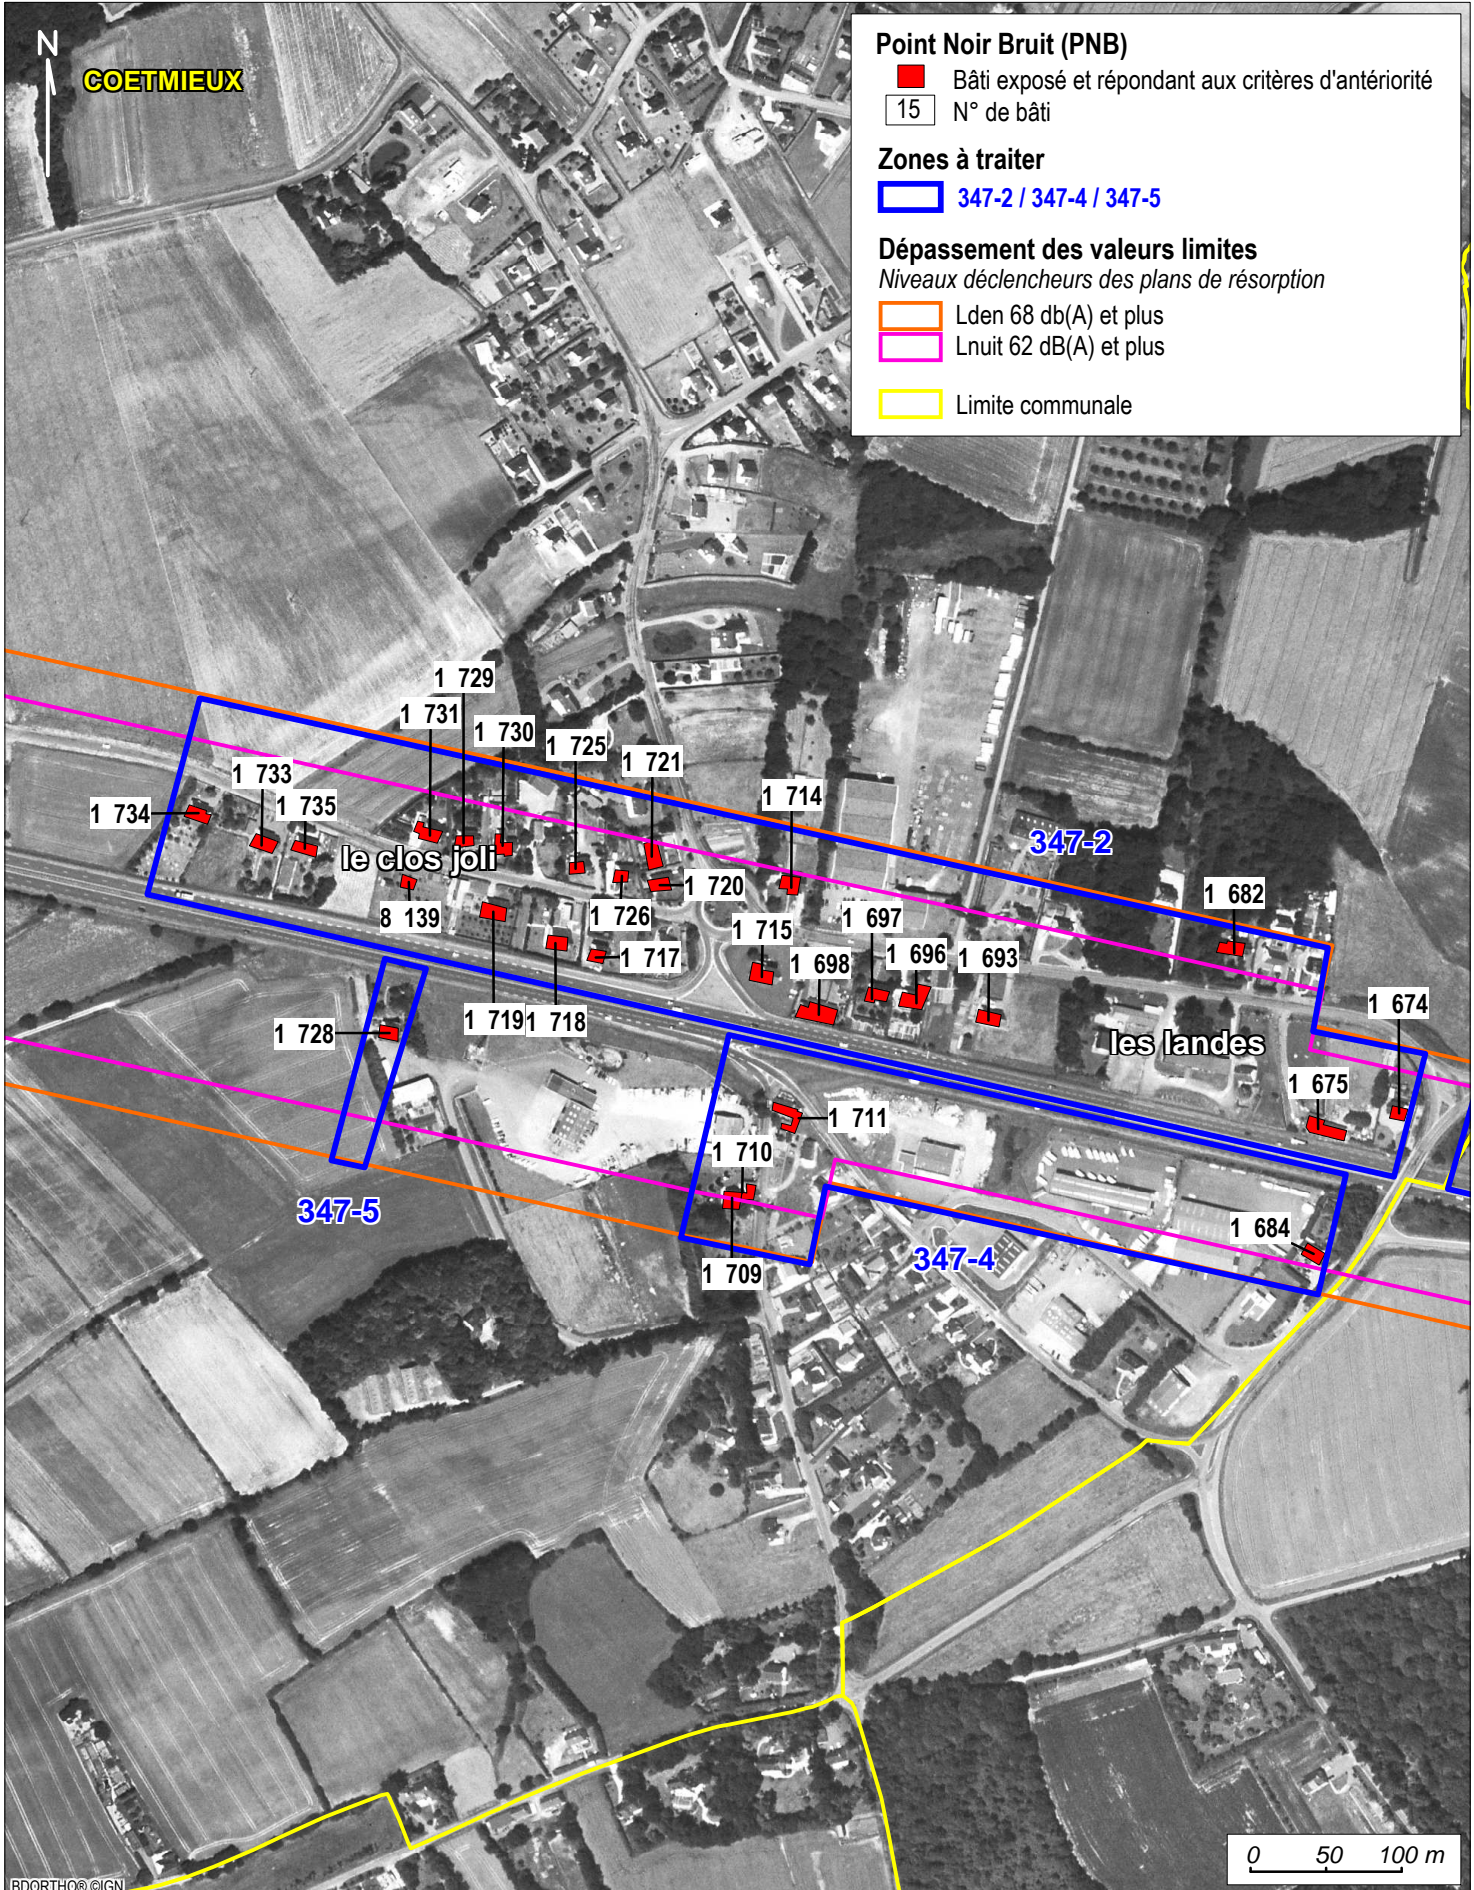 N
COETMIEUX
Point Noir Bruit (PNB)
Bâti exposé et répondant aux critères d'antériorité
15 N° de bâti
Zones à traiter
347-2 / 347-4 / 347-5
Dépassement des valeurs limites
Niveaux déclencheurs des plans de résorption
Lden 68 db(A) et plus
Lnuit 62 dB(A) et plus
Limite communale
1 729
1 731
1 730
1 725
1 721
1 733
1 714
1 734
1 735
347-2
le clos joli
1 720
8 139
1 726
1 682
1 697
1 715
1 717
1 698
1 696
1 693
1 674
1 719
1 718
1 728
les landes
1 675
1 711
1 710
347-5
1 684
347-4
1 709
0 50 100 m
BDORTHO® ©IGN